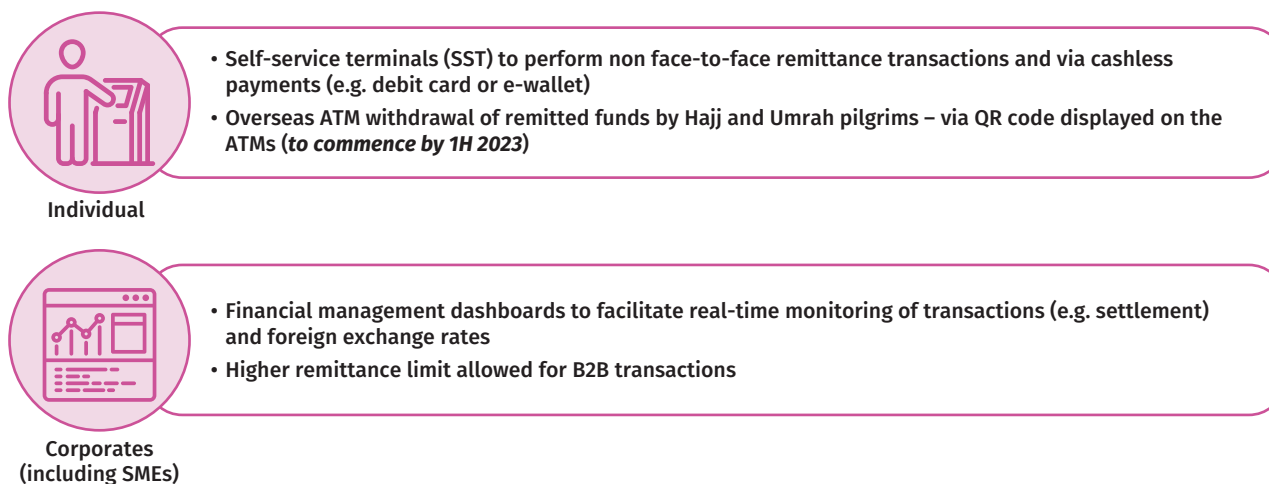 • Self-service terminals (SST) to perform non face-to-face remittance transactions and via cashless
payments (e.g. debit card or e-wallet)
• Overseas ATM withdrawal of remitted funds by Hajj and Umrah pilgrims – via QR code displayed on the
ATMs (to commence by 1H 2023)
Individual
• Financial management dashboards to facilitate real-time monitoring of transactions (e.g. settlement)
and foreign exchange rates
• Higher remittance limit allowed for B2B transactions
Corporates
(including SMEs)